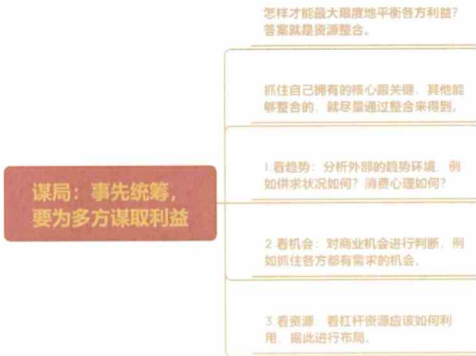 怎样才能最大限度地平衡各方利益？
答案就是资源整合。
抓住自己拥有的核心跟关键，其他能
够整合的，就尽量通过整合来得到。
谋局：事先统筹，
要为多方谋取利益
1.看趋势：分析外部的趋势环境，例
如供求状况如何？消费心理如何？
2.看机会：对商业机会进行判断，例
如抓住各方都有需求的机会。
3.看资源：看杠杆资源应该如何利
用，据此进行布局。